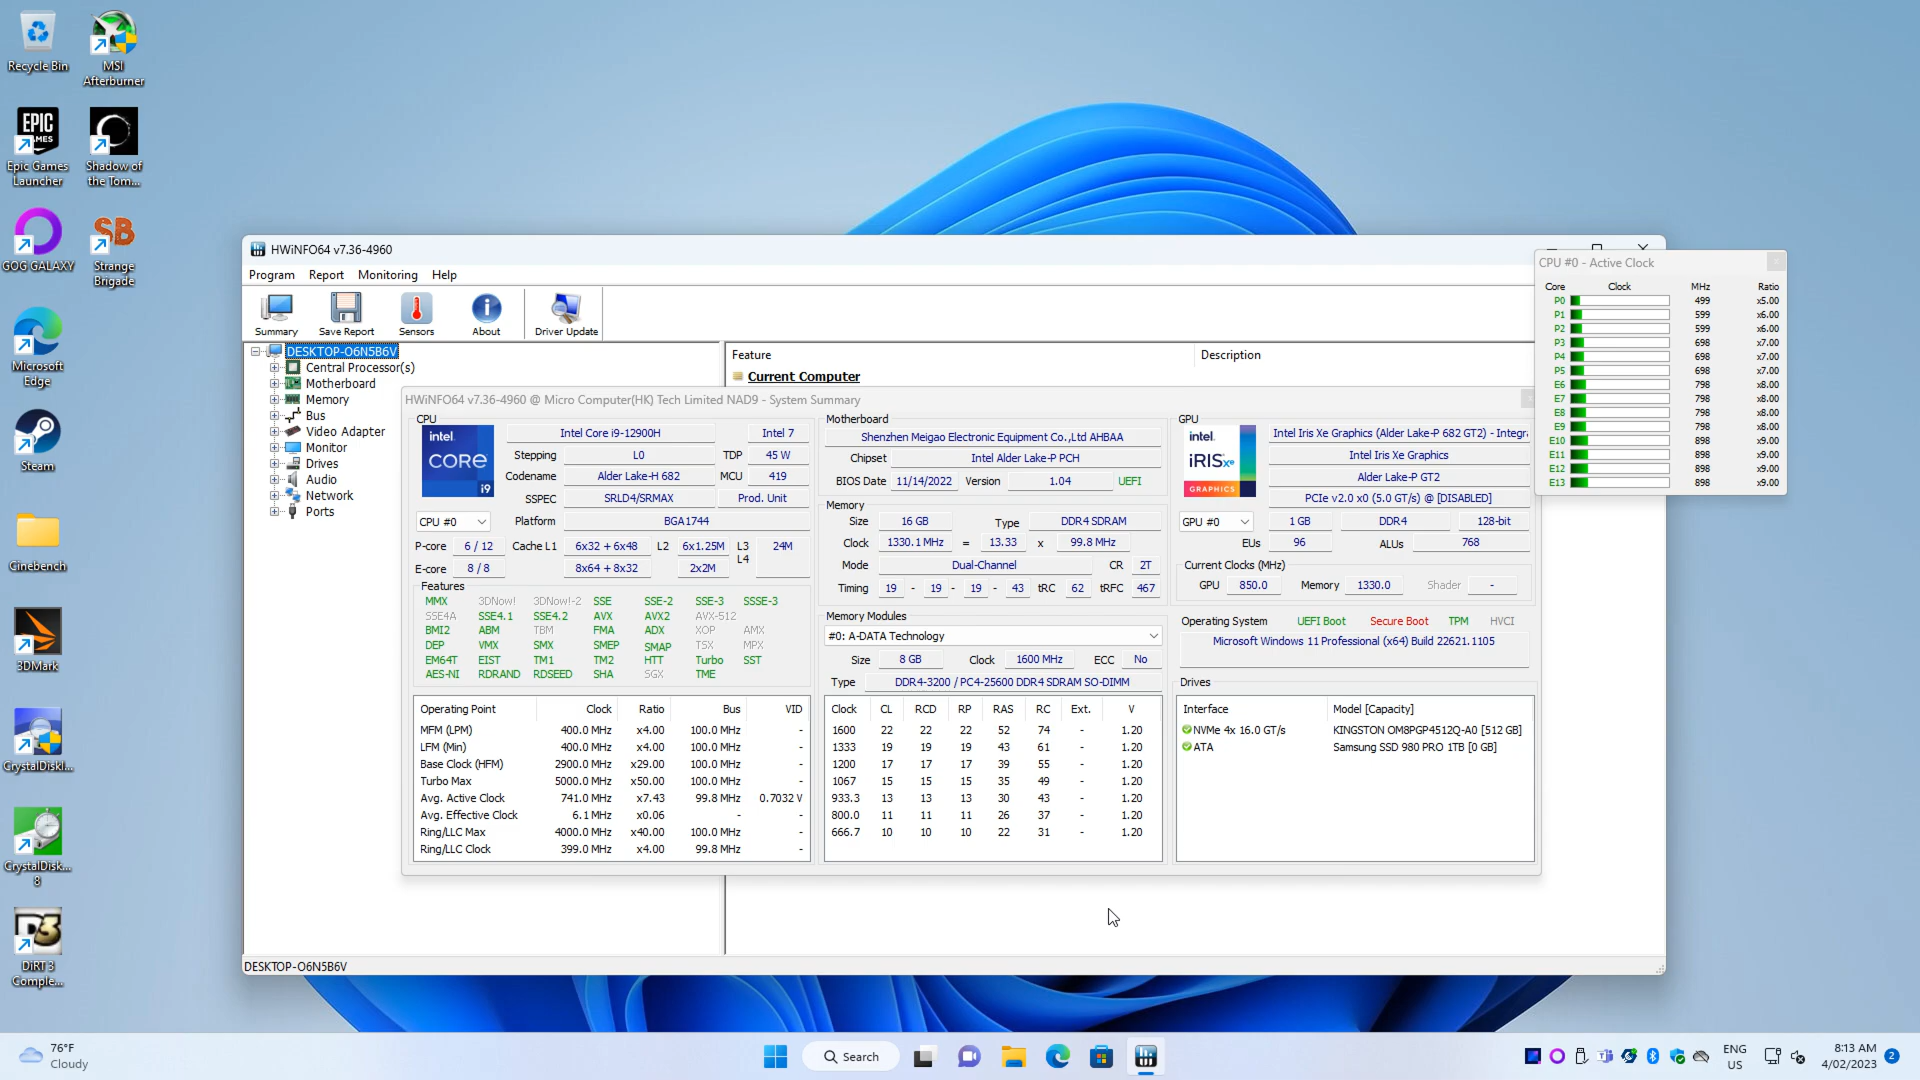 Recycle Bin
MSI
Afterburner
Epic Games
Launcher
Shadow of
the Tom...
GOG GALAXY
Strange
Brigade
Microsoft
Edge
Steam
Cinebench
3DMark
CrystalDiskI...
CrystalDisk...
8
DiRT 3
Comple...
HWiNFO64 v7.36-4960
Program Report Monitoring Help
Summary Save Report Sensors About Driver Update
DESKTOP-O6N5B6V
Central Processor(s)
Motherboard
Memory
Bus
Video Adapter
Monitor
Drives
Audio
Network
Ports
Feature Description
Current Computer
HWiNFO64 v7.36-4960 @ Micro Computer(HK) Tech Limited NAD9 - System Summary
CPU
intel
CORE
i9
Intel Core i9-12900H Intel 7
Stepping L0 TDP 45 W
Codename Alder Lake-H 682 MCU 419
SSPEC SRLD4/SRMAX Prod. Unit
CPU #0 Platform BGA1744
P-core 6 / 12 Cache L1 6x32 + 6x48 L2 6x1.25M L3 24M
E-core 8 / 8 8x64 + 8x32 2x2M L4
Features
MMX 3DNow! 3DNow!-2 SSE SSE-2 SSE-3 SSSE-3
SSE4A SSE4.1 SSE4.2 AVX AVX2 AVX-512
BMI2 ABM TBM FMA ADX XOP AMX
DEP VMX SMX SMEP SMAP TSX MPX
EM64T EIST TM1 TM2 HTT Turbo SST
AES-NI RDRAND RDSEED SHA SGX TME
Operating Point Clock Ratio Bus VID
MFM (LPM) 400.0 MHz x4.00 100.0 MHz -
LFM (Min) 400.0 MHz x4.00 100.0 MHz -
Base Clock (HFM) 2900.0 MHz x29.00 100.0 MHz -
Turbo Max 5000.0 MHz x50.00 100.0 MHz -
Avg. Active Clock 741.0 MHz x7.43 99.8 MHz 0.7032 V
Avg. Effective Clock 6.1 MHz x0.06 - -
Ring/LLC Max 4000.0 MHz x40.00 100.0 MHz -
Ring/LLC Clock 399.0 MHz x4.00 99.8 MHz -
Motherboard
Shenzhen Meigao Electronic Equipment Co.,Ltd AHBAA
Chipset Intel Alder Lake-P PCH
BIOS Date 11/14/2022 Version 1.04 UEFI
Memory
Size 16 GB Type DDR4 SDRAM
Clock 1330.1 MHz = 13.33 x 99.8 MHz
Mode Dual-Channel CR 2T
Timing 19 - 19 - 19 - 43 tRC 62 tRFC 467
Memory Modules
#0: A-DATA Technology
Size 8 GB Clock 1600 MHz ECC No
Type DDR4-3200 / PC4-25600 DDR4 SDRAM SO-DIMM
Clock CL RCD RP RAS RC Ext. V
1600 22 22 22 52 74 - 1.20
1333 19 19 19 43 61 - 1.20
1200 17 17 17 39 55 - 1.20
1067 15 15 15 35 49 - 1.20
933.3 13 13 13 30 43 - 1.20
800.0 11 11 11 26 37 - 1.20
666.7 10 10 10 22 31 - 1.20
GPU
intel
iRISxe
GRAPHICS
Intel Iris Xe Graphics (Alder Lake-P 682 GT2) - Integra
Intel Iris Xe Graphics
Alder Lake-P GT2
PCIe v2.0 x0 (5.0 GT/s) @ [DISABLED]
GPU #0 1 GB DDR4 128-bit
EUs 96 ALUs 768
Current Clocks (MHz)
GPU 850.0 Memory 1330.0 Shader -
Operating System UEFI Boot Secure Boot TPM HVCI
Microsoft Windows 11 Professional (x64) Build 22621.1105
Drives
Interface Model [Capacity]
NVMe 4x 16.0 GT/s KINGSTON OM8PGP4512Q-A0 [512 GB]
ATA Samsung SSD 980 PRO 1TB [0 GB]
CPU #0 - Active Clock
Core Clock MHz Ratio
P0 499 x5.00
P1 599 x6.00
P2 599 x6.00
P3 698 x7.00
P4 698 x7.00
P5 698 x7.00
E6 798 x8.00
E7 798 x8.00
E8 798 x8.00
E9 798 x8.00
E10 898 x9.00
E11 898 x9.00
E12 898 x9.00
E13 898 x9.00
DESKTOP-O6N5B6V
76°F
Cloudy
Search
ENG
US
8:13 AM
4/02/2023
2